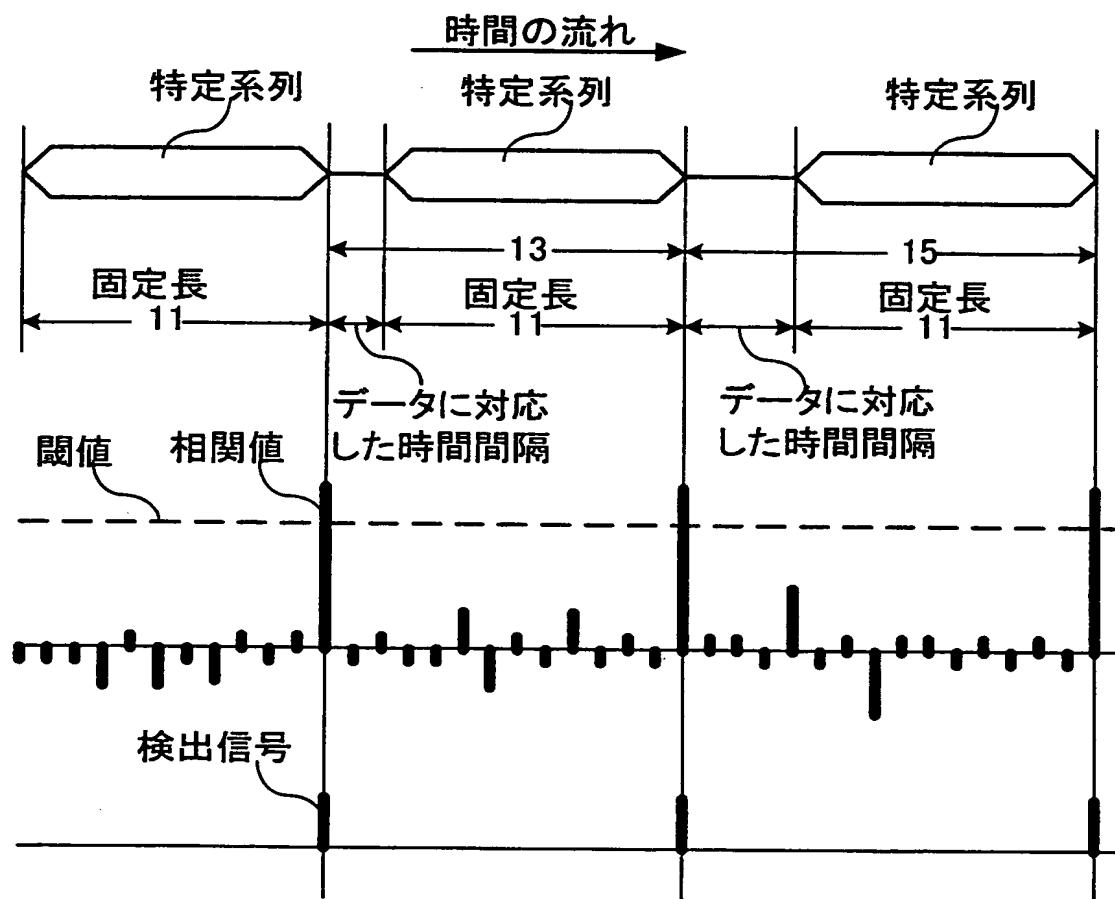 時間の流れ
特定系列
特定系列
特定系列
13
15
固定長
11
固定長
11
固定長
11
データに対応
した時間間隔
データに対応
した時間間隔
閾値
相関値
検出信号